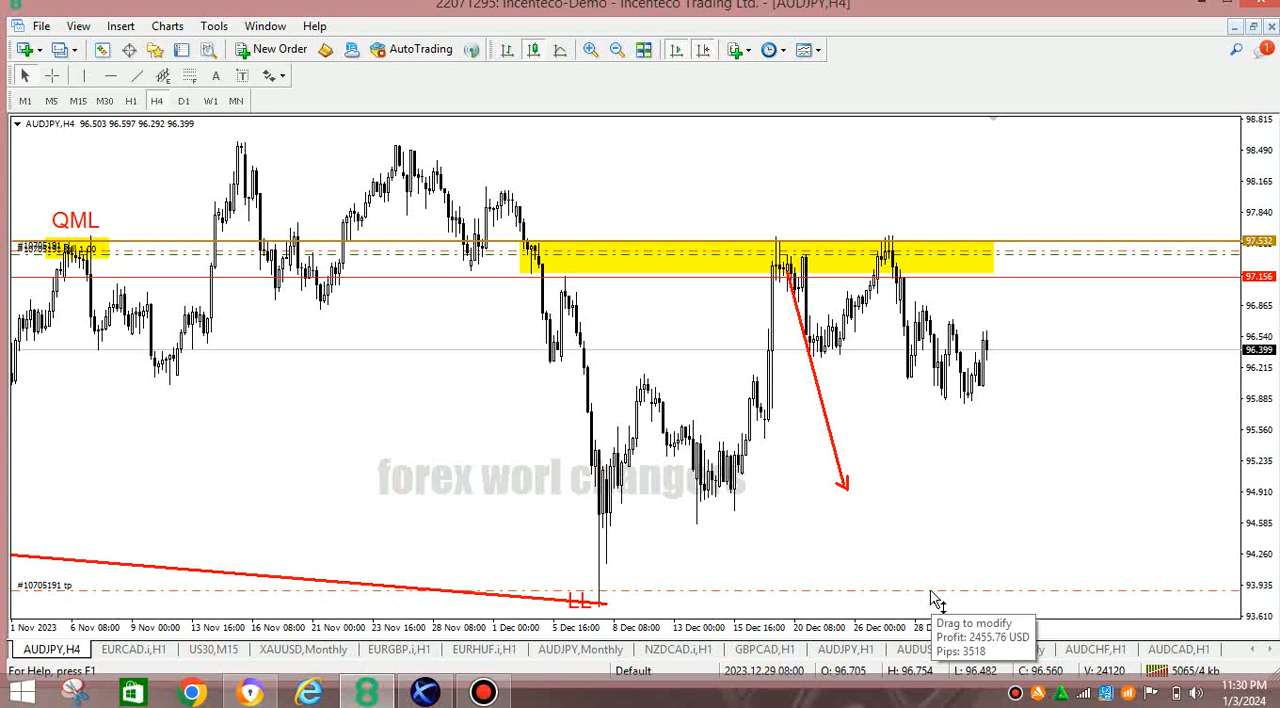 22071295: Incenteco-Demo - Incenteco Trading Ltd. - [AUDJPY,H4]
File View Insert Charts Tools Window Help
New Order AutoTrading 1
A T
M1 M5 M15 M30 H1 H4 D1 W1 MN
AUDJPY,H4 96.503 96.597 96.292 96.399
98.815
98.490
98.165
97.840
97.532
97.156
96.865
96.540
96.399
96.215
95.885
95.560
95.235
94.910
94.585
94.260
93.935
93.610
QML
#10705191
1.00
forex worl change s
#10705191 tp
LL
Drag to modify
Profit: 2455.76 USD
Pips: 3518
1 Nov 2023 6 Nov 08:00 9 Nov 00:00 13 Nov 16:00 16 Nov 08:00 21 Nov 00:00 23 Nov 16:00 28 Nov 08:00 1 Dec 00:00 5 Dec 16:00 8 Dec 08:00 13 Dec 00:00 15 Dec 16:00 20 Dec 08:00 26 Dec 00:00 28 D
AUDJPY,H4 EURCAD.i,H1 US30,M15 XAUUSD,Monthly EURGBP.i,H1 EURHUF.i,H1 AUDJPY,Monthly NZDCAD.i,H1 GBPCAD,H1 AUDJPY,H1 AUDUS ly AUDCHF,H1 AUDCAD,H1
For Help, press F1 Default 2023.12.29 08:00 O: 96.705 H: 96.754 L: 96.482 C: 96.560 V: 24120 5065/4 kb
11:30 PM
1/3/2024